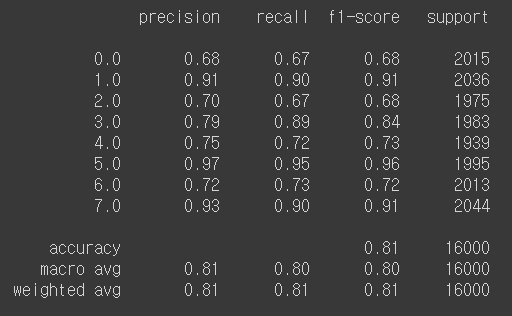 precision recall f1-score support
0.0 0.68 0.67 0.68 2015
1.0 0.91 0.90 0.91 2036
2.0 0.70 0.67 0.68 1975
3.0 0.79 0.89 0.84 1983
4.0 0.75 0.72 0.73 1939
5.0 0.97 0.95 0.96 1995
6.0 0.72 0.73 0.72 2013
7.0 0.93 0.90 0.91 2044
accuracy 0.81 16000
macro avg 0.81 0.80 0.80 16000
weighted avg 0.81 0.81 0.81 16000